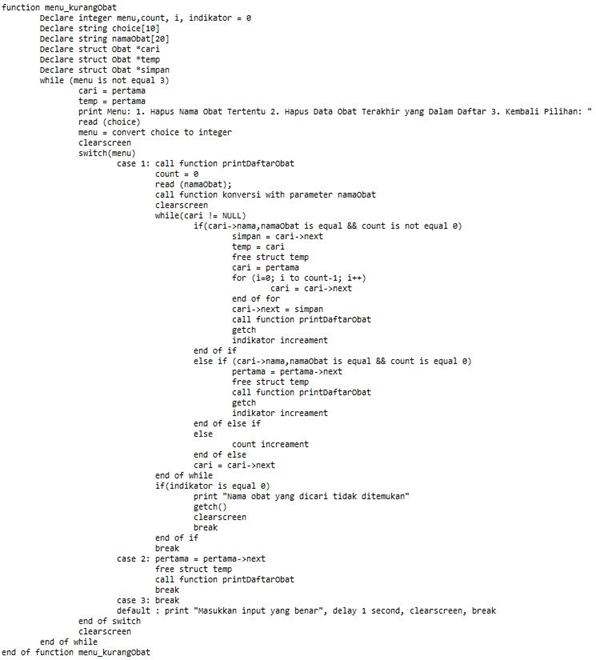 function menu_kurangObat
Declare integer menu,count, i, indikator = 0
Declare string choice[10]
Declare string namaObat[20]
Declare struct Obat *cari
Declare struct Obat *temp
Declare struct Obat *simpan
while (menu is not equal 3)
cari = pertama
temp = pertama
print Menu: 1. Hapus Nama Obat Tertentu 2. Hapus Data Obat Terakhir yang Dalam Daftar 3. Kembali Pilihan: "
read (choice)
menu = convert choice to integer
clearscreen
switch(menu)
case 1: call function printDaftarObat
count = 0
read (namaObat);
call function konversi with parameter namaObat
clearscreen
while(cari != NULL)
if(cari->nama,namaObat is equal && count is not equal 0)
simpan = cari->next
temp = cari
free struct temp
cari = pertama
for (i=0; i to count-1; i++)
cari = cari->next
end of for
cari->next = simpan
call function printDaftarObat
getch
indikator increament
end of if
else if (cari->nama,namaObat is equal && count is equal 0)
pertama = pertama->next
free struct temp
call function printDaftarObat
getch
indikator increament
end of else if
else
count increament
end of else
cari = cari->next
end of while
if(indikator is equal 0)
print "Nama obat yang dicari tidak ditemukan"
getch()
clearscreen
break
end of if
break
case 2: pertama = pertama->next
free struct temp
call function printDaftarObat
break
case 3: break
default : print "Masukkan input yang benar", delay 1 second, clearscreen, break
end of switch
clearscreen
end of while
end of function menu_kurangObat